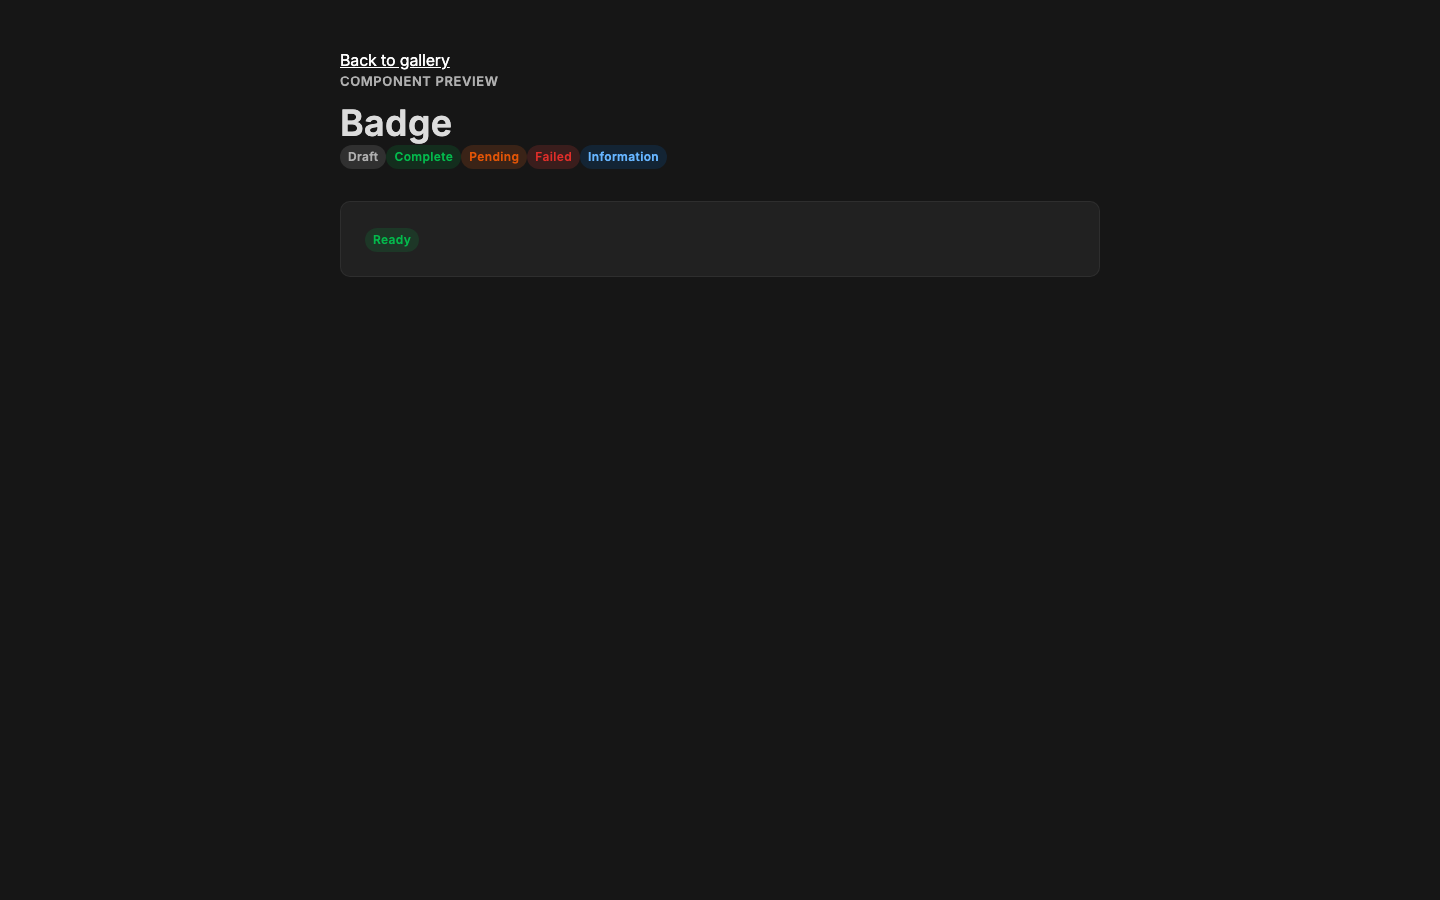 Back to gallery
COMPONENT PREVIEW
Badge
Draft Complete Pending Failed Information
Ready